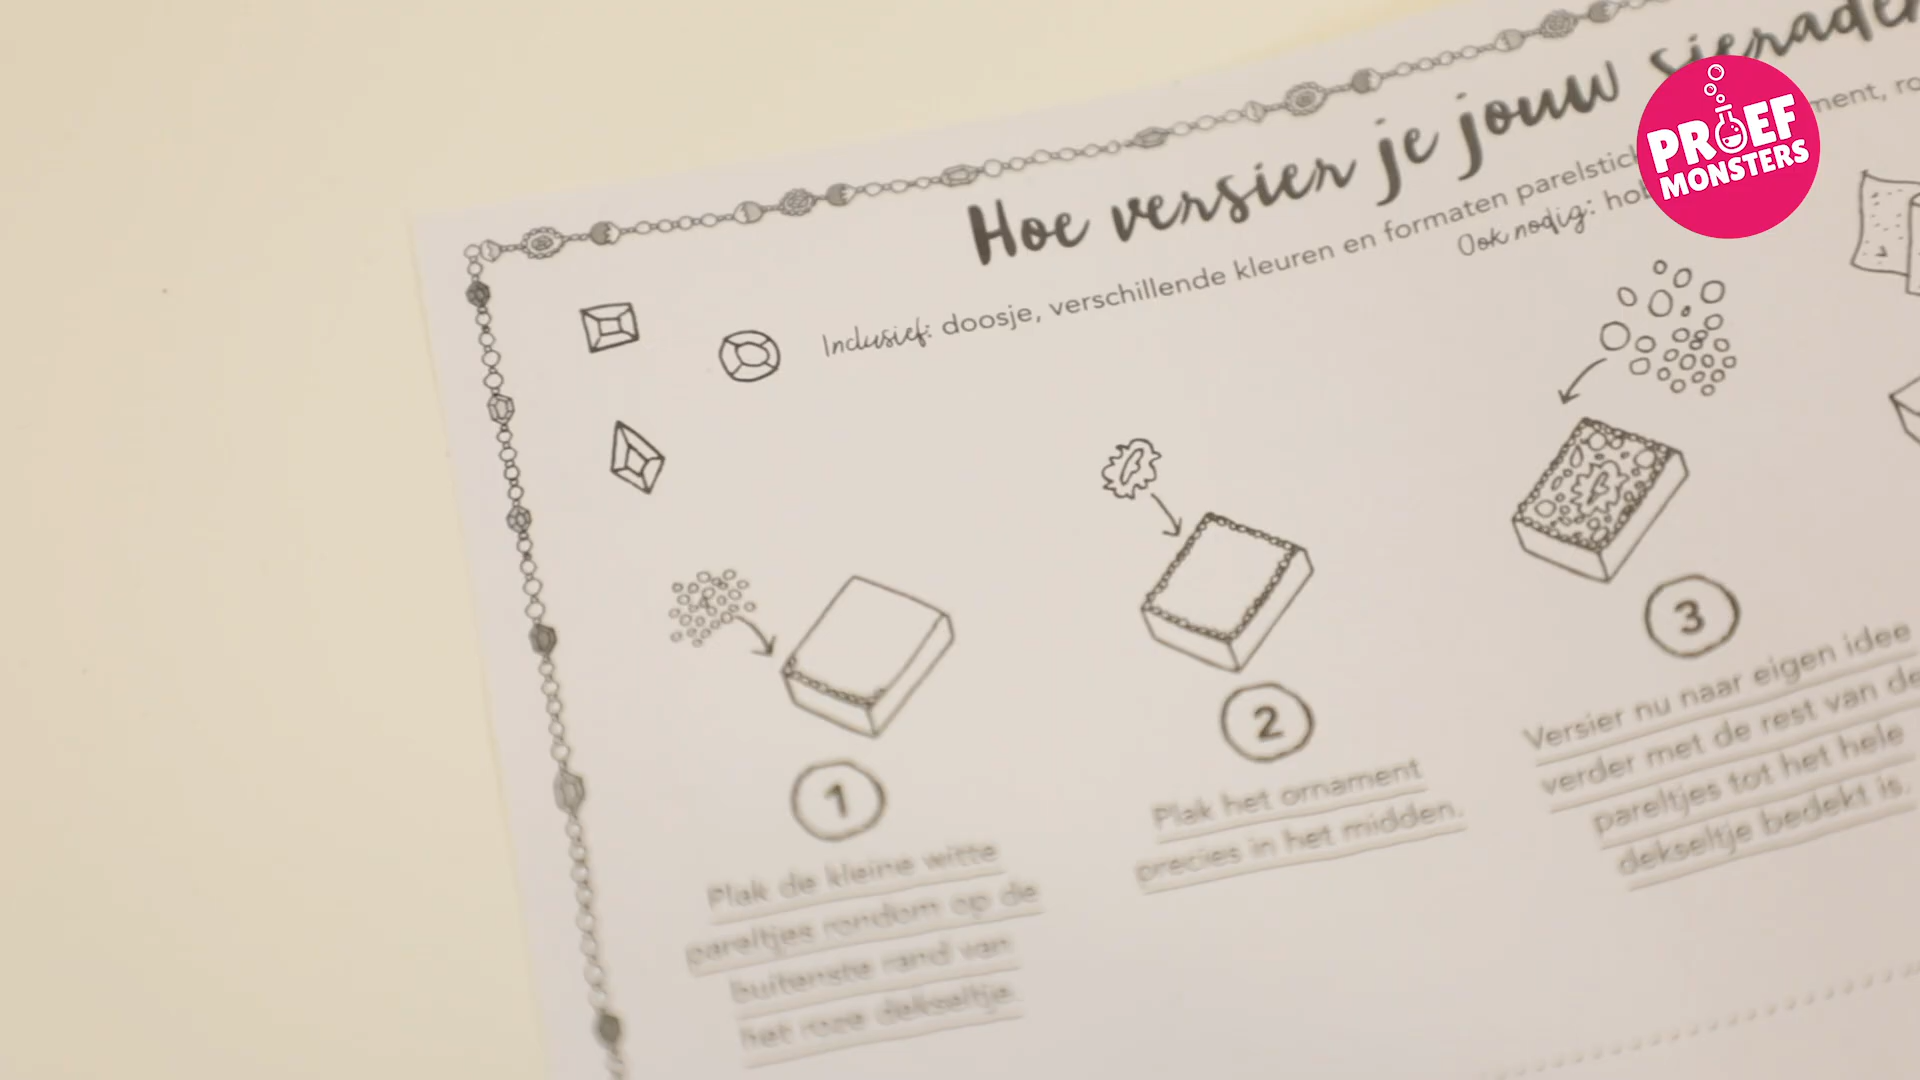 Hoe versier je jouw sieraden
PROEF
MONSTERS
Inclusief: doosje, verschillende kleuren en formaten parelstick
Ook nodig:
1
Plak de kleine witte
pareltjes rondom op de
buitenste rand van
het roze dekseltje.
2
Plak het ornament
precies in het midden.
3
Versier nu naar eigen idee
verder met de rest van de
pareltjes tot het hele
dekseltje bedekt is.